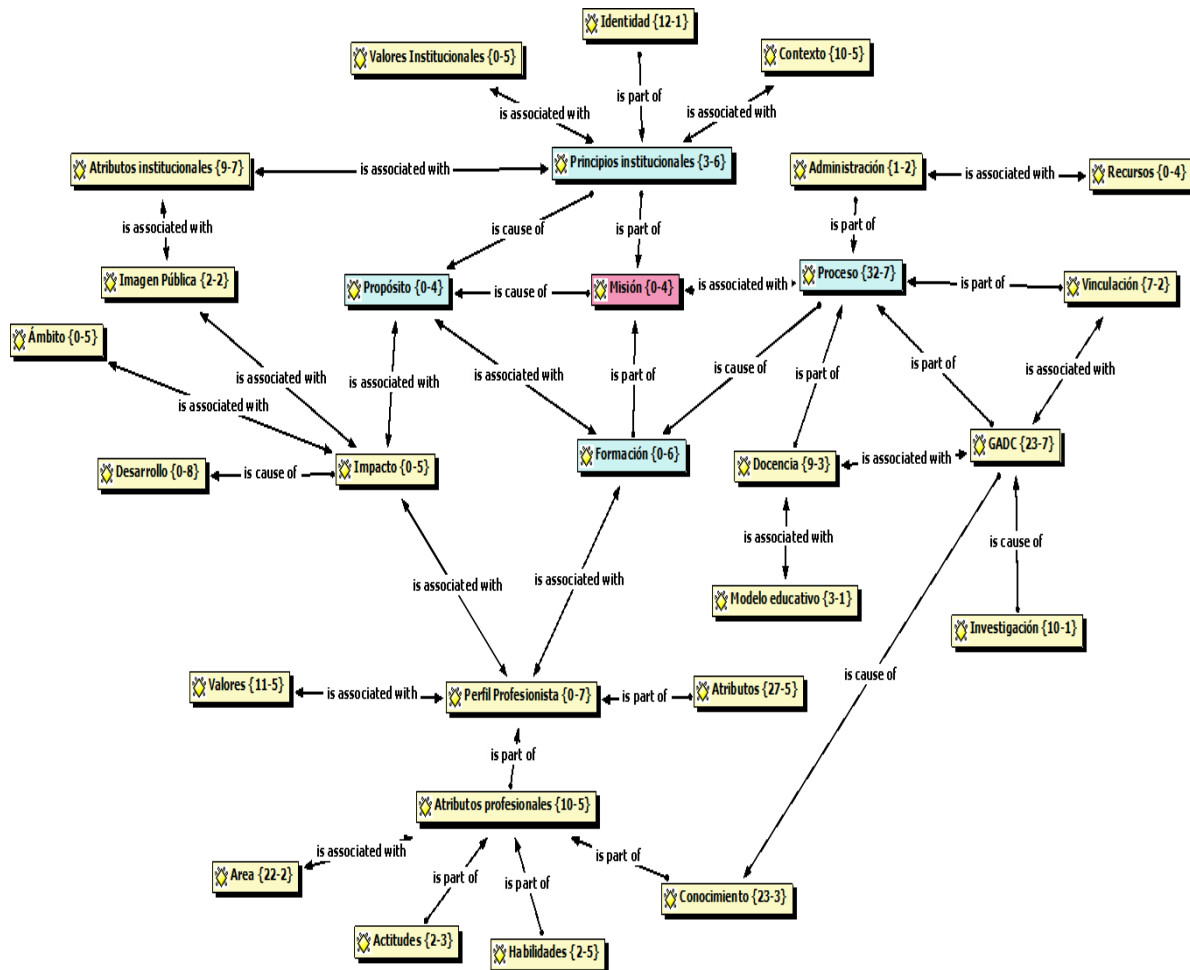 Identidad {12-1}
Valores Institucionales {0-5}
Contexto {10-5}
is associated with
is part of
is associated with
Atributos institucionales {9-7}
is associated with
Principios institucionales {3-6}
Administración {1-2}
is associated with
Recursos {0-4}
is associated with
is cause of
is part of
is part of
Imagen Pública {2-2}
Propósito {0-4}
is cause of
Misión {0-4}
is associated with
Proceso {32-7}
is part of
Vinculación {7-2}
Ámbito {0-5}
is associated with
is associated with
is associated with
is part of
is cause of
is part of
is part of
is associated with
is associated with
Desarrollo {0-8}
is cause of
Impacto {0-5}
Formación {0-6}
Docencia {9-3}
is associated with
GADC {23-7}
is associated with
is cause of
is associated with
is associated with
Modelo educativo {3-1}
Investigación {10-1}
is cause of
Valores {11-5}
is associated with
Perfil Profesionista {0-7}
is part of
Atributos {27-5}
is part of
Atributos profesionales {10-5}
is associated with
is part of
Area {22-2}
is part of
is part of
Conocimiento {23-3}
Actitudes {2-3}
Habilidades {2-5}